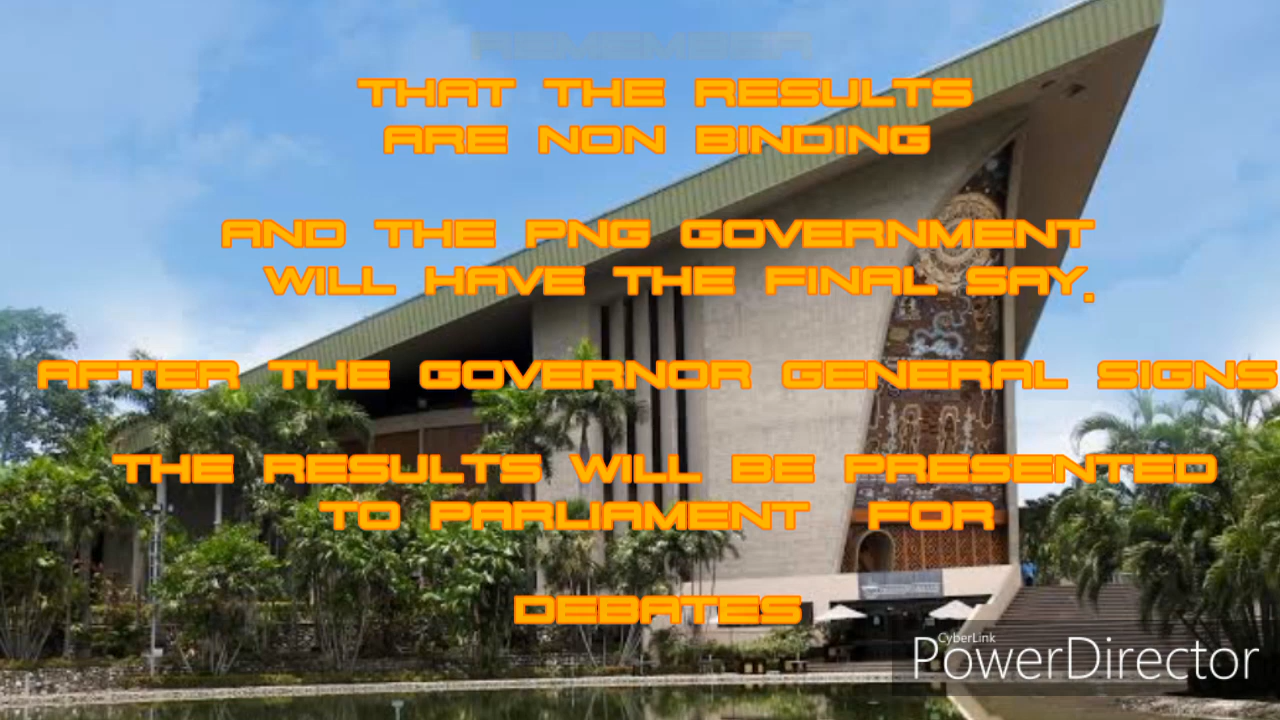 REMEMBER
THAT THE RESULTS
ARE NON BINDING
AND THE PNG GOVERNMENT
WILL HAVE THE FINAL SAY.
AFTER THE GOVERNOR GENERAL SIGNS
THE RESULTS WILL BE PRESENTED
TO PARLIAMENT FOR
DEBATES
CyberLink
PowerDirector